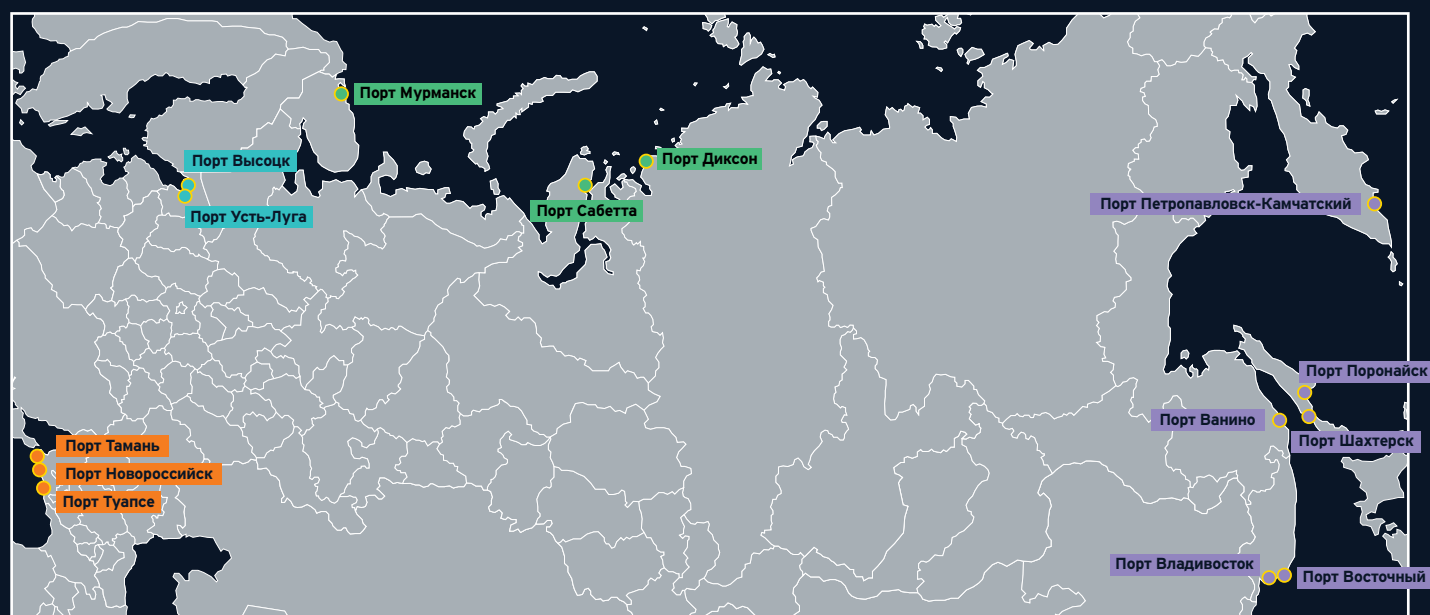 Порт Мурманск
Порт Высоцк
Порт Диксон
Порт Усть-Луга
Порт Сабетта
Порт Петропавловск-Камчатский
Порт Поронайск
Порт Ванино
Порт Шахтерск
Порт Тамань
Порт Новороссийск
Порт Туапсе
Порт Владивосток
Порт Восточный